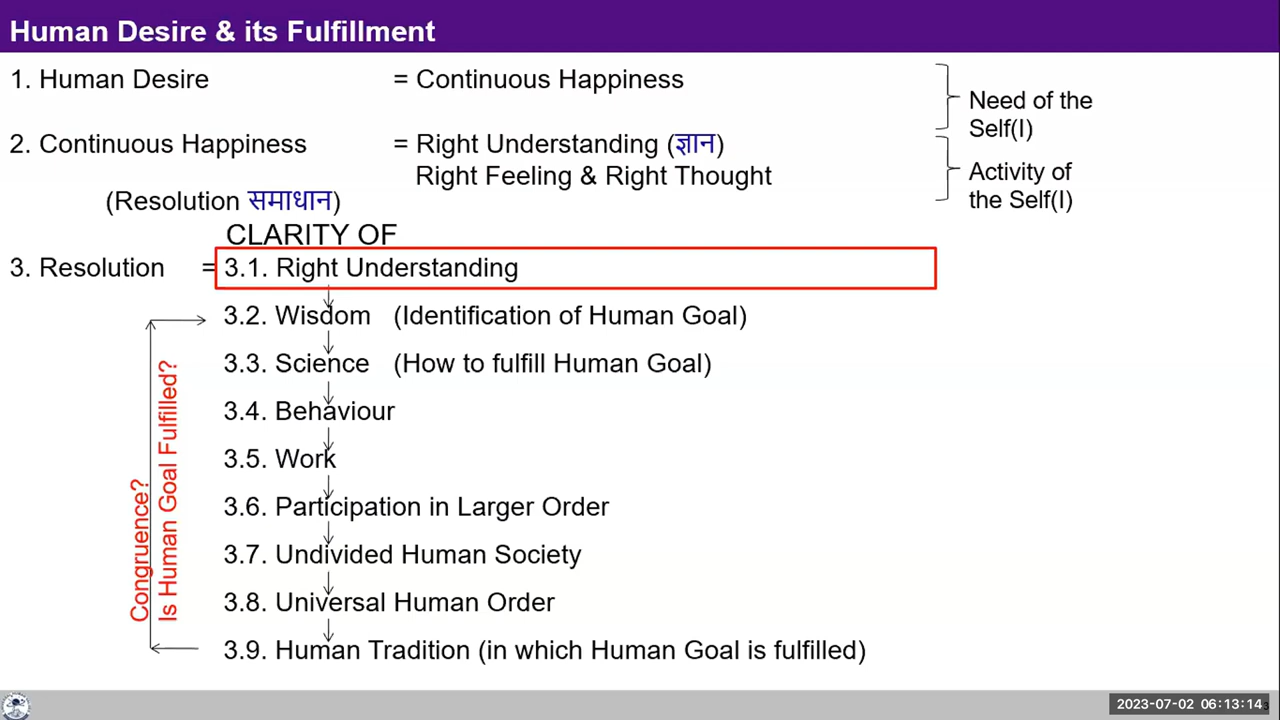 Human Desire & its Fulfillment
1. Human Desire = Continuous Happiness
Need of the
Self(I)
2. Continuous Happiness = Right Understanding (ज्ञान)
Right Feeling & Right Thought
Activity of
the Self(I)
(Resolution समाधान)
CLARITY OF
3. Resolution = 3.1. Right Understanding
3.2. Wisdom (Identification of Human Goal)
3.3. Science (How to fulfill Human Goal)
3.4. Behaviour
3.5. Work
3.6. Participation in Larger Order
3.7. Undivided Human Society
3.8. Universal Human Order
3.9. Human Tradition (in which Human Goal is fulfilled)
Congruence?
Is Human Goal Fulfilled?
2023-07-02 06:13:14